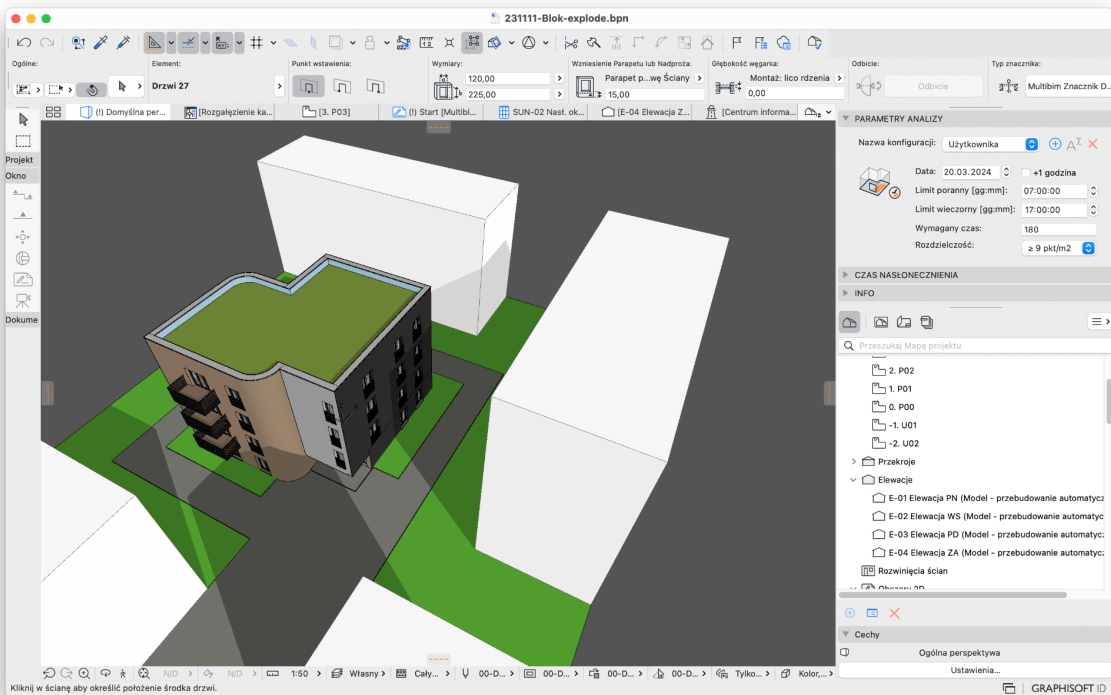 231111-Blok-explode.bpn
Ogólne:
Element:
Punkt wstawiania:
Wymiary:
Wzniesienie Parapetu lub Nadproża:
Głębokość węgarka:
Odbicie:
Typ znacznika:
Drzwi 27
120,00
225,00
Parapet p...wę Ściany
15,00
Montaż: lico rdzenia
0,00
Odbicie
Multibim Znacznik D...
(!) Domyślna per...
[Rozgałęzienie ka...
[3. P03]
(!) Start [Multibi...
SUN-02 Nasł. ok...
[E-04 Elewacja Z...
[Centrum informa...
Projekt
Okno
Dokume
PARAMETRY ANALIZY
Nazwa konfiguracji:
Użytkownika
Data:
20.03.2024
+1 godzina
Limit poranny [gg:mm]:
07:00:00
Limit wieczorny [gg:mm]:
17:00:00
Wymagany czas:
180
Rozdzielczość:
≥ 9 pkt/m2
CZAS NASŁONECZNIENIA
INFO
Przeszukaj Mapę projektu
2. P02
1. P01
0. P00
-1. U01
-2. U02
Przekroje
Elewacje
E-01 Elewacja PN (Model - przebudowanie automatycz
E-02 Elewacja WS (Model - przebudowanie automatyc
E-03 Elewacja PD (Model - przebudowanie automatycz
E-04 Elewacja ZA (Model - przebudowanie automatycz
Rozwinięcia ścian
Obszary 2D
Cechy
Ogólna perspektywa
Ustawienia...
N/D
N/D
1:50
Własny
Cały...
00-D...
00-D...
00-D...
00-D...
Tylko...
Kolor,...
Kliknij w ścianę aby określić położenie środka drzwi.
GRAPHISOFT ID